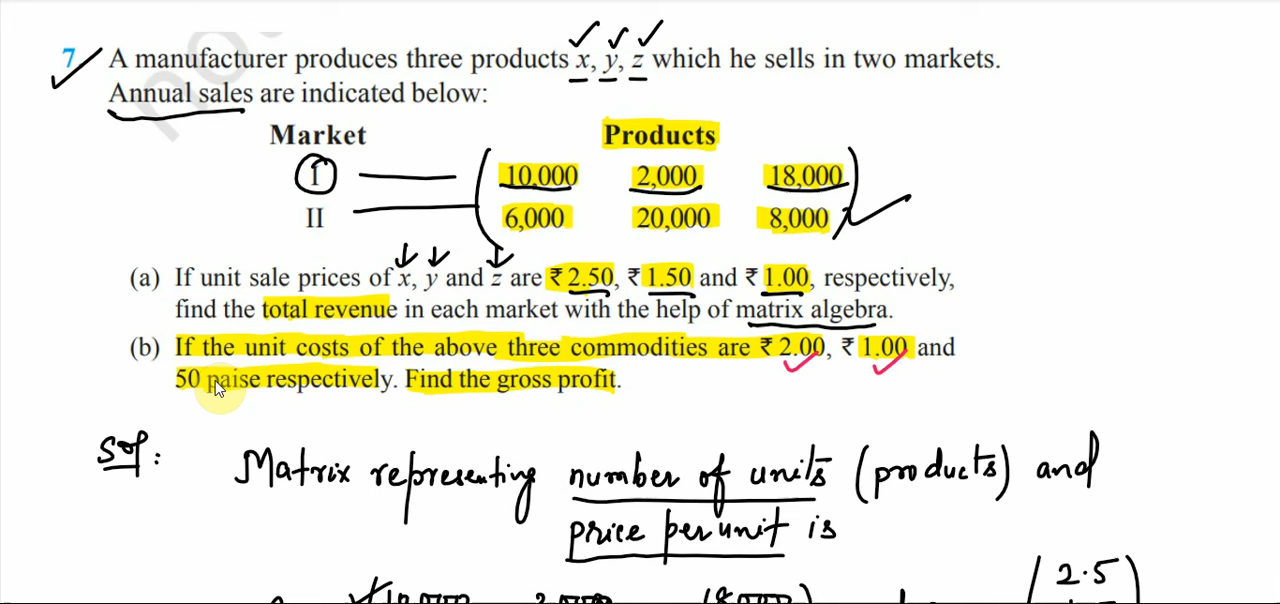 7 A manufacturer produces three products x, y, z which he sells in two markets.
Annual sales are indicated below:
Market Products
I 10,000 2,000 18,000
II 6,000 20,000 8,000
(a) If unit sale prices of x, y and z are ₹ 2.50, ₹ 1.50 and ₹ 1.00, respectively,
find the total revenue in each market with the help of matrix algebra.
(b) If the unit costs of the above three commodities are ₹ 2.00, ₹ 1.00 and
50 paise respectively. Find the gross profit.
Sol: Matrix representing number of units (products) and
price per unit is
2.5